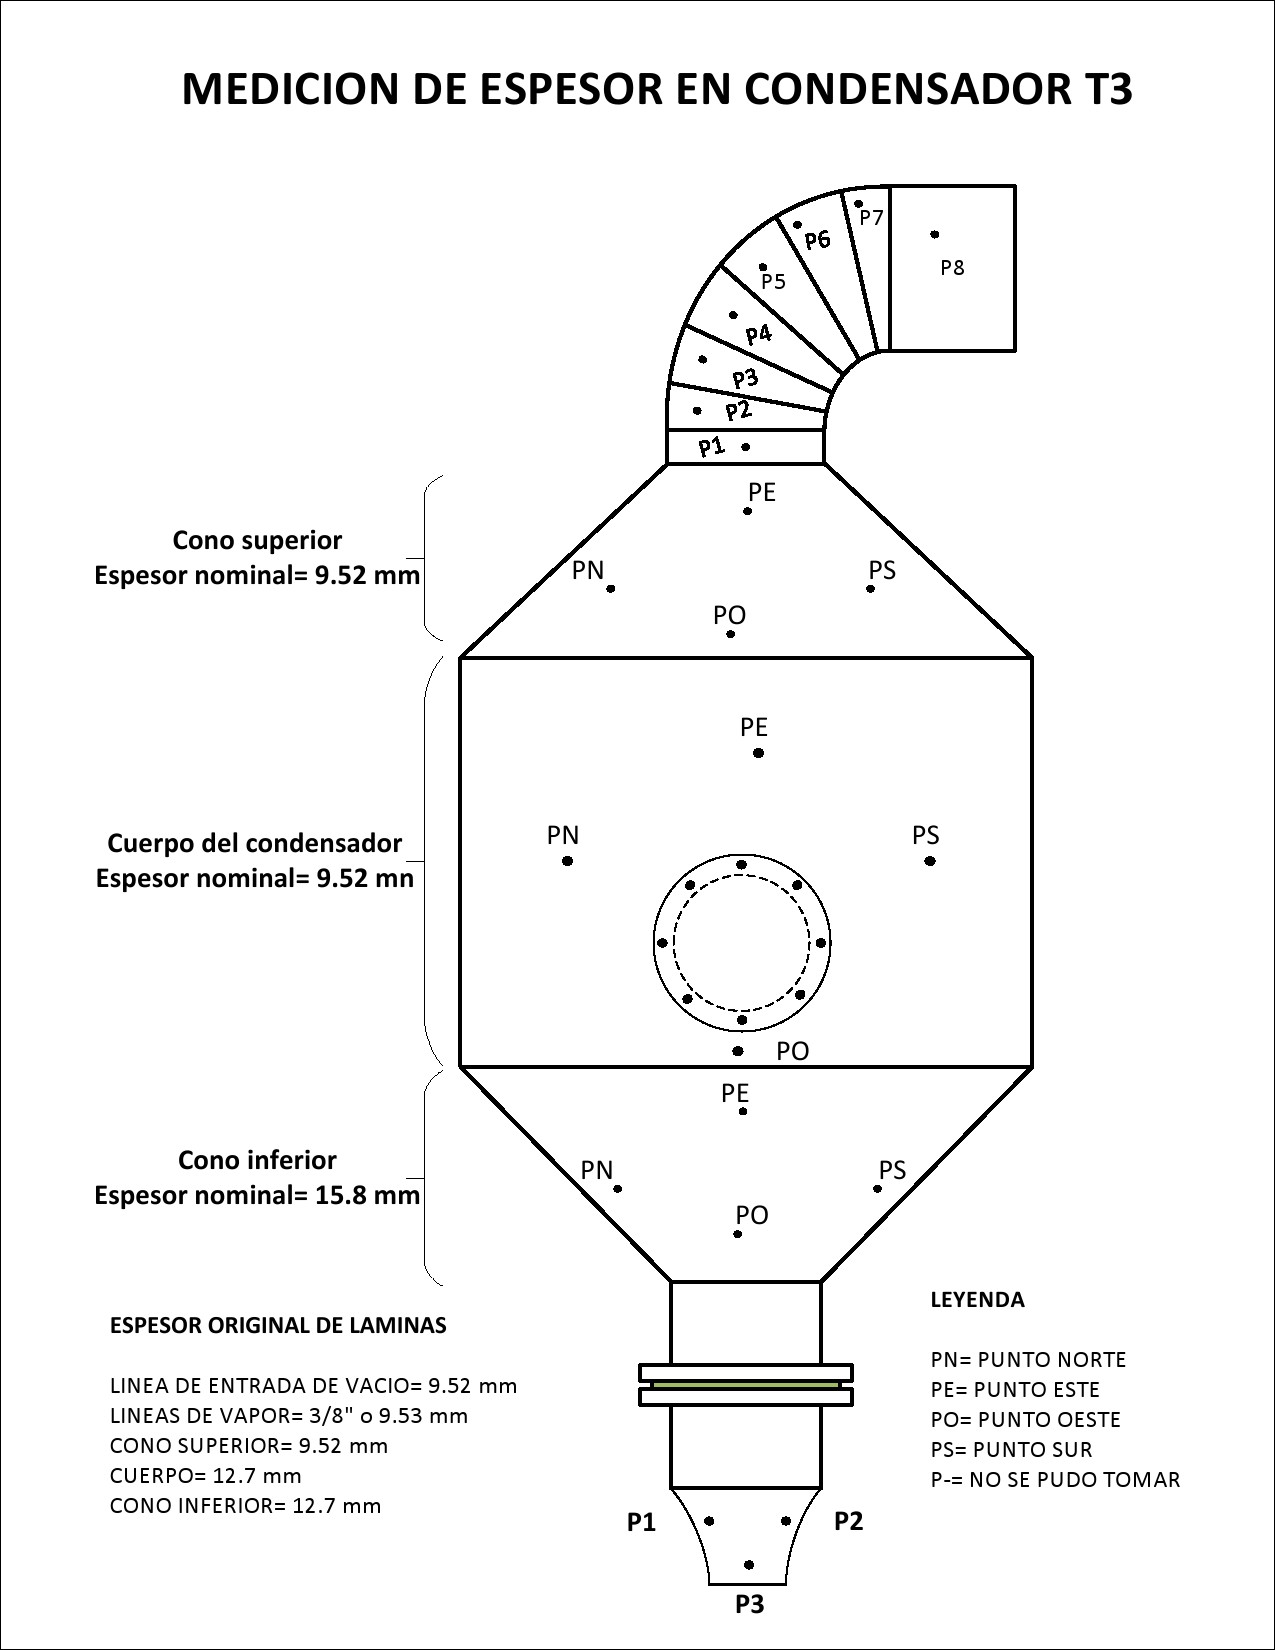 MEDICION DE ESPESOR EN CONDENSADOR T3
P7
P6
P8
P5
P4
P3
P2
P1
PE
Cono superior
Espesor nominal= 9.52 mm
PN
PS
PO
PE
PN
PS
Cuerpo del condensador
Espesor nominal= 9.52 mn
PO
PE
Cono inferior
Espesor nominal= 15.8 mm
PN
PS
PO
ESPESOR ORIGINAL DE LAMINAS
LINEA DE ENTRADA DE VACIO= 9.52 mm
LINEAS DE VAPOR= 3/8" o 9.53 mm
CONO SUPERIOR= 9.52 mm
CUERPO= 12.7 mm
CONO INFERIOR= 12.7 mm
LEYENDA
PN= PUNTO NORTE
PE= PUNTO ESTE
PO= PUNTO OESTE
PS= PUNTO SUR
P-= NO SE PUDO TOMAR
P1
P2
P3